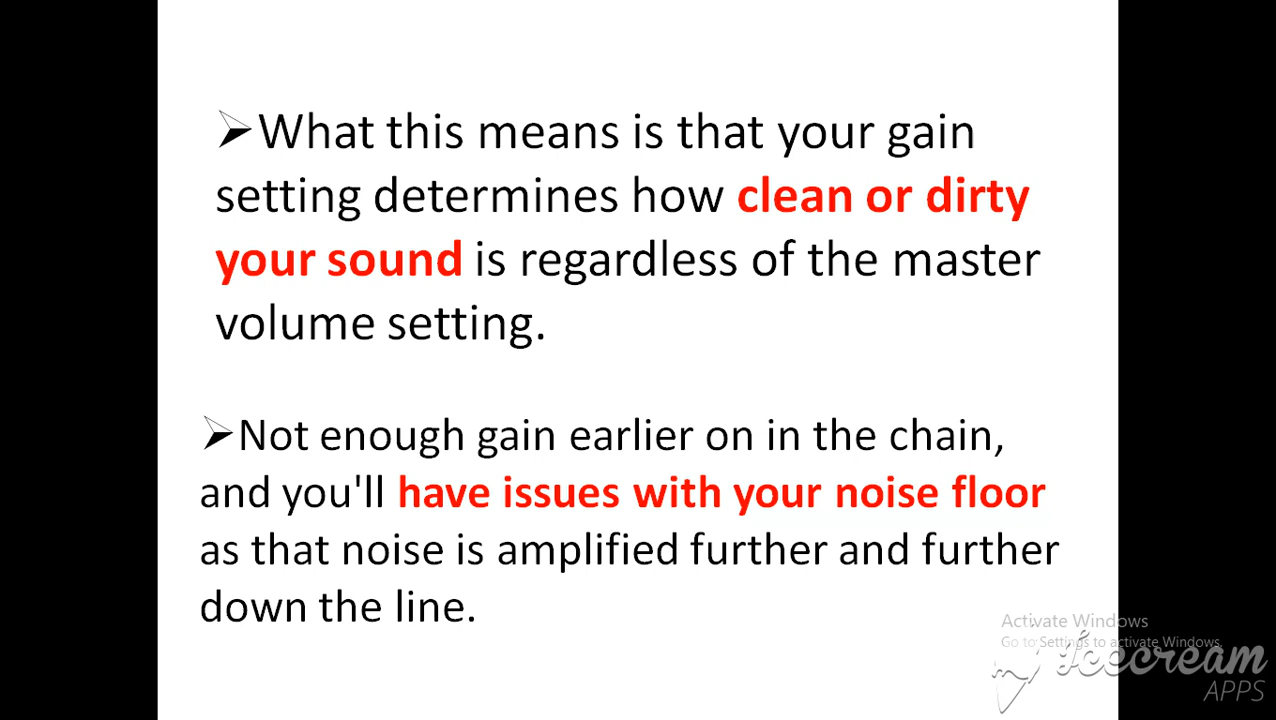 ➢What this means is that your gain
setting determines how clean or dirty
your sound is regardless of the master
volume setting.
➢Not enough gain earlier on in the chain,
and you'll have issues with your noise floor
as that noise is amplified further and further
down the line.
Activate Windows
Go to Settings to activate Windows.
Icecream
APPS